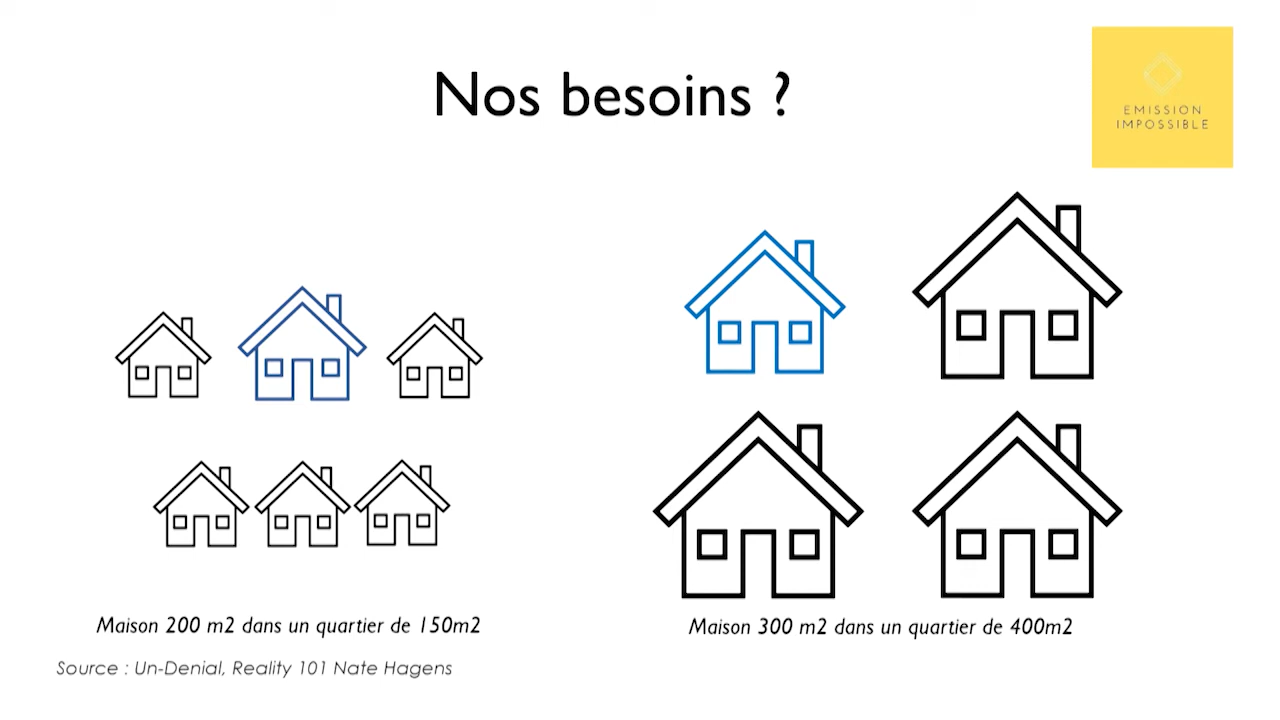 Nos besoins ?
EMISSION
IMPOSSIBLE
Maison 200 m2 dans un quartier de 150m2
Maison 300 m2 dans un quartier de 400m2
Source : Un-Denial, Reality 101 Nate Hagens